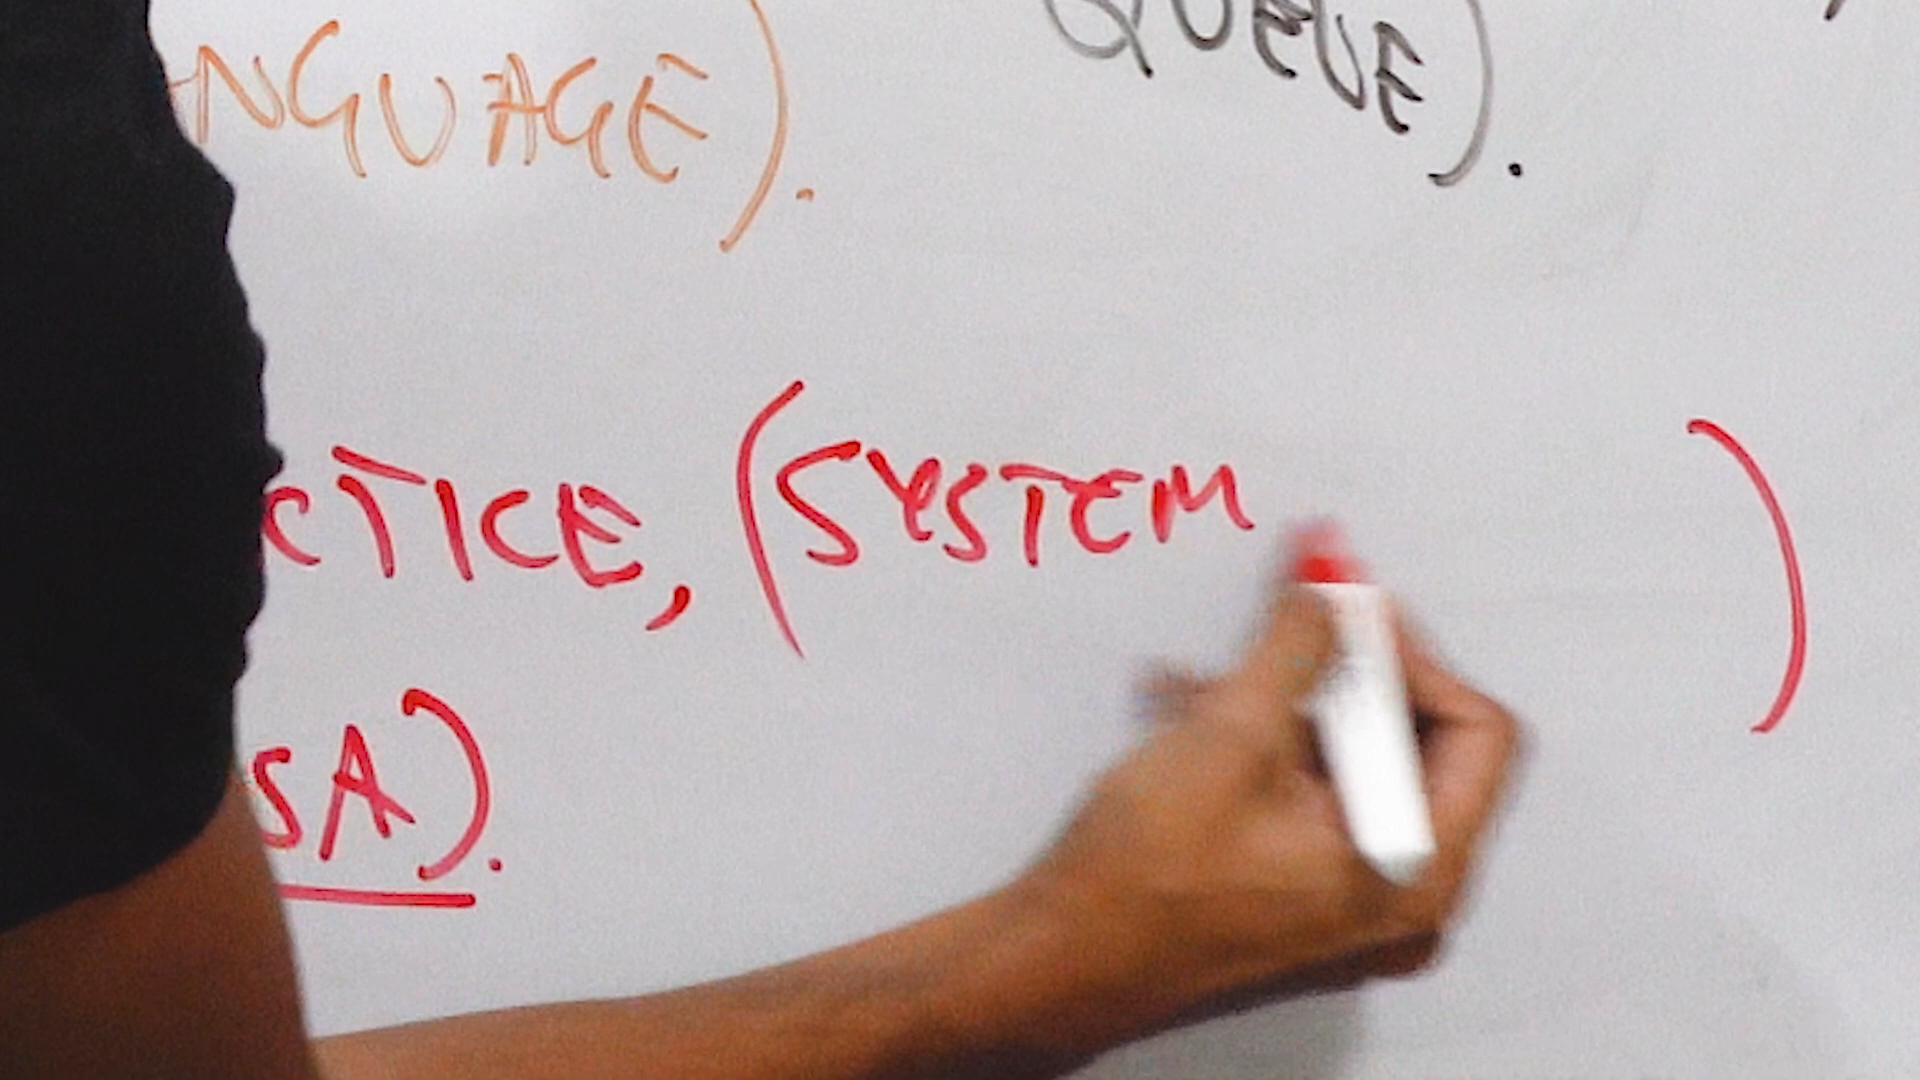 NGUAGE).
QUEUE).
CTICE, (SYSTEM )
SA).